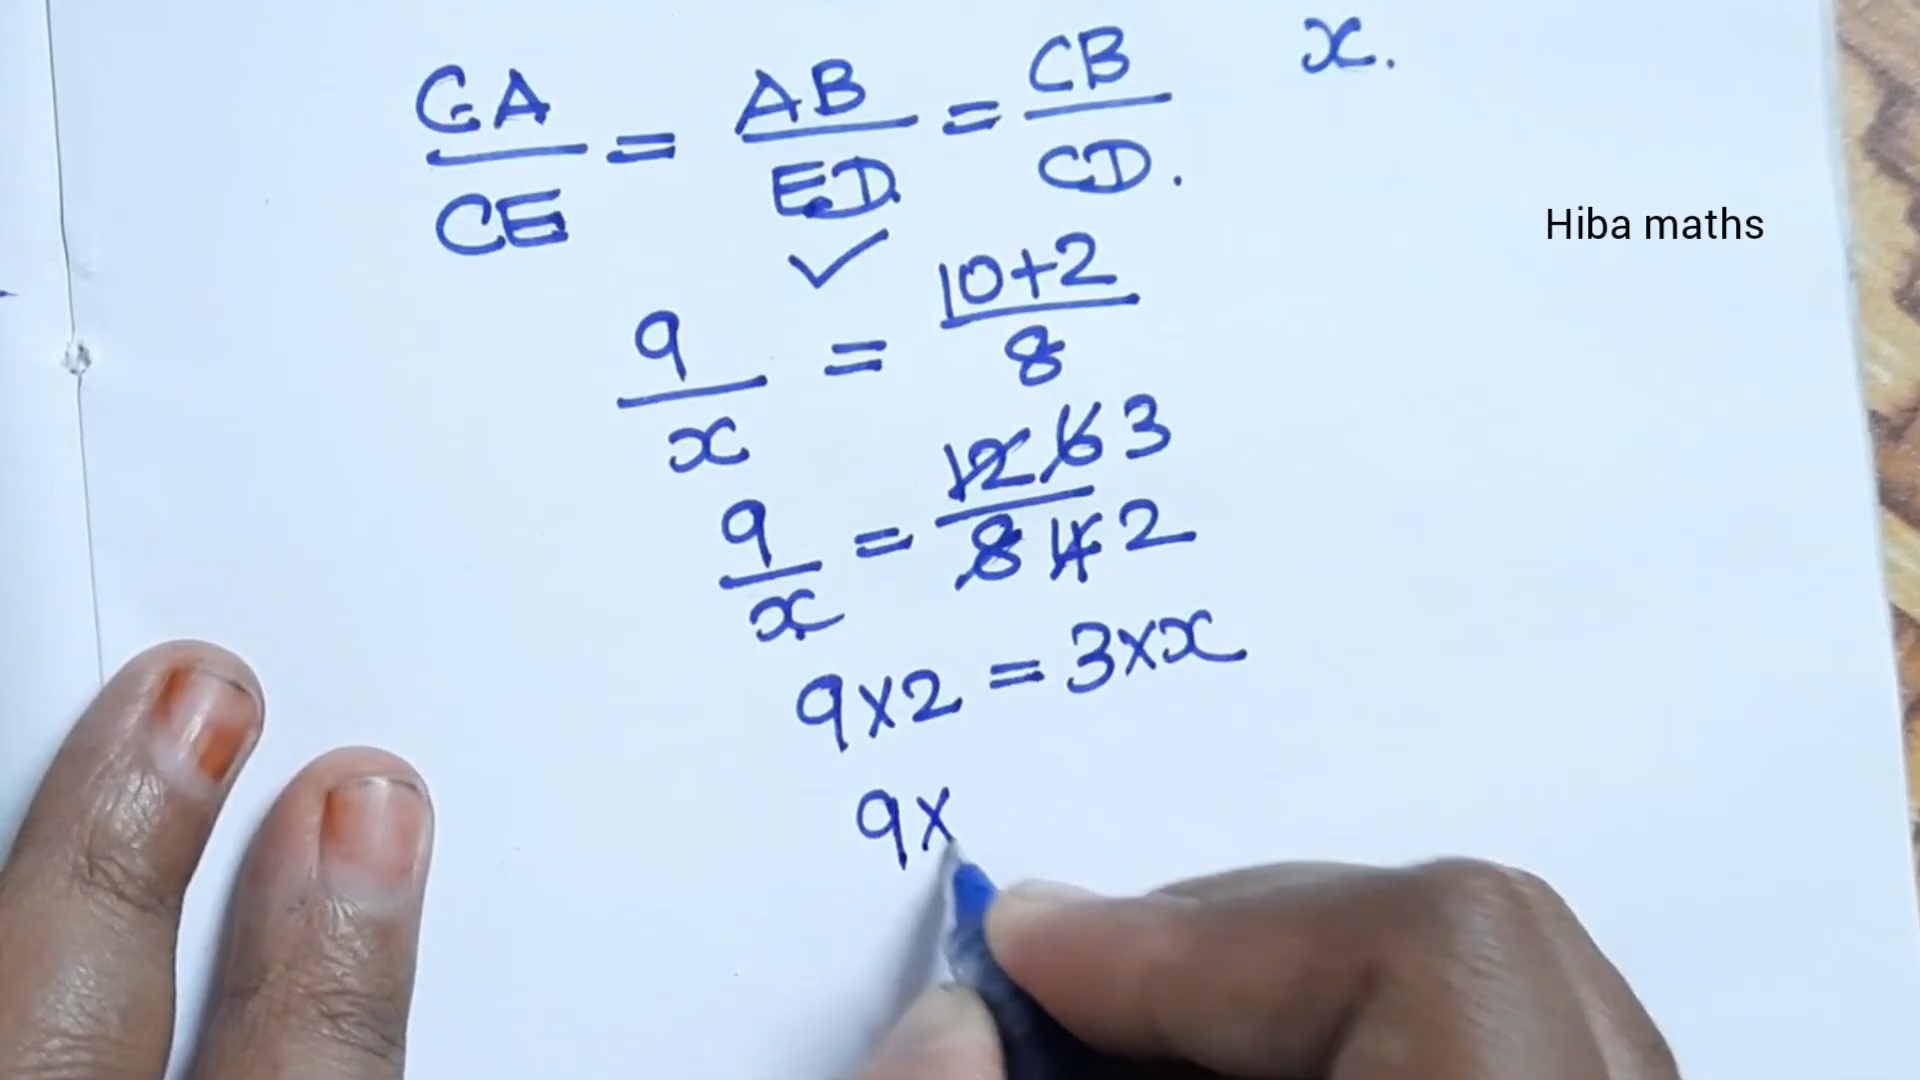 CA/CE = AB/ED = CB/CD. x.
✓
Hiba maths
9/x = 10+2/8
9/x = 12 6 3/8 4 2
9×2 = 3×x
9×